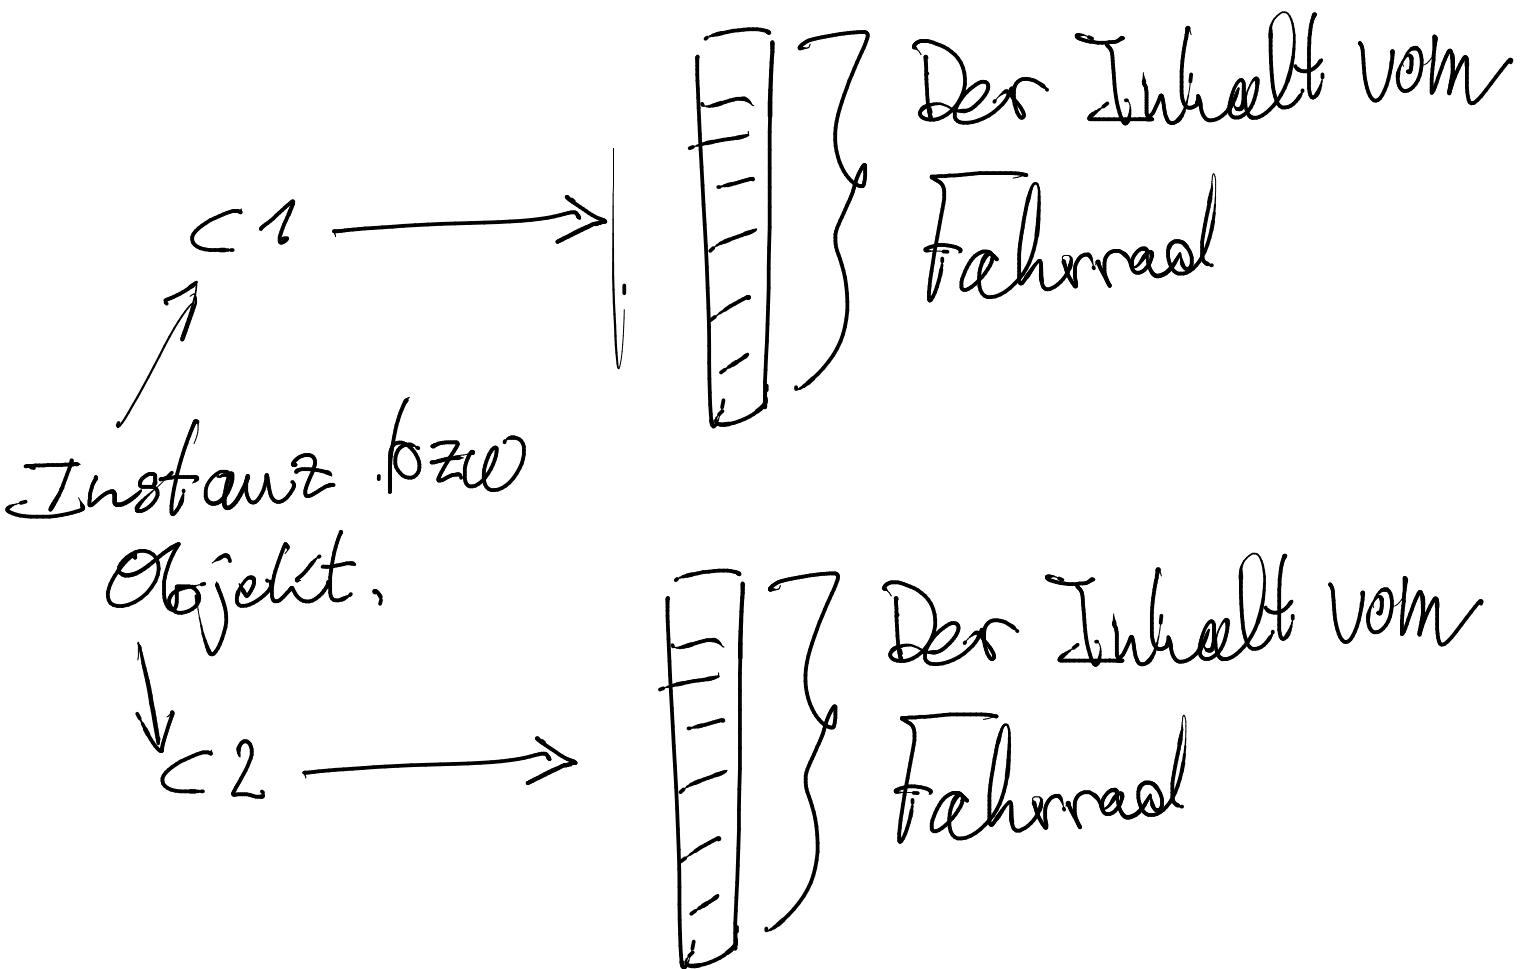 Der Inhalt vom
Fahrrad
C1
Instanz bzw
Objekt.
Der Inhalt vom
Fahrrad
C2